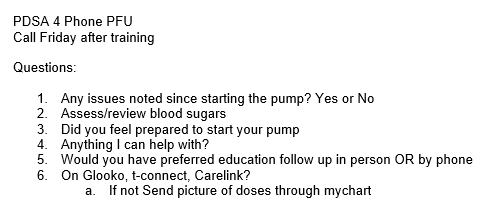 PDSA 4 Phone PFU
Call Friday after training
Questions:
1. Any issues noted since starting the pump? Yes or No
2. Assess/review blood sugars
3. Did you feel prepared to start your pump
4. Anything I can help with?
5. Would you have preferred education follow up in person OR by phone
6. On Glooko, t-connect, Carelink?
a. If not Send picture of doses through mychart